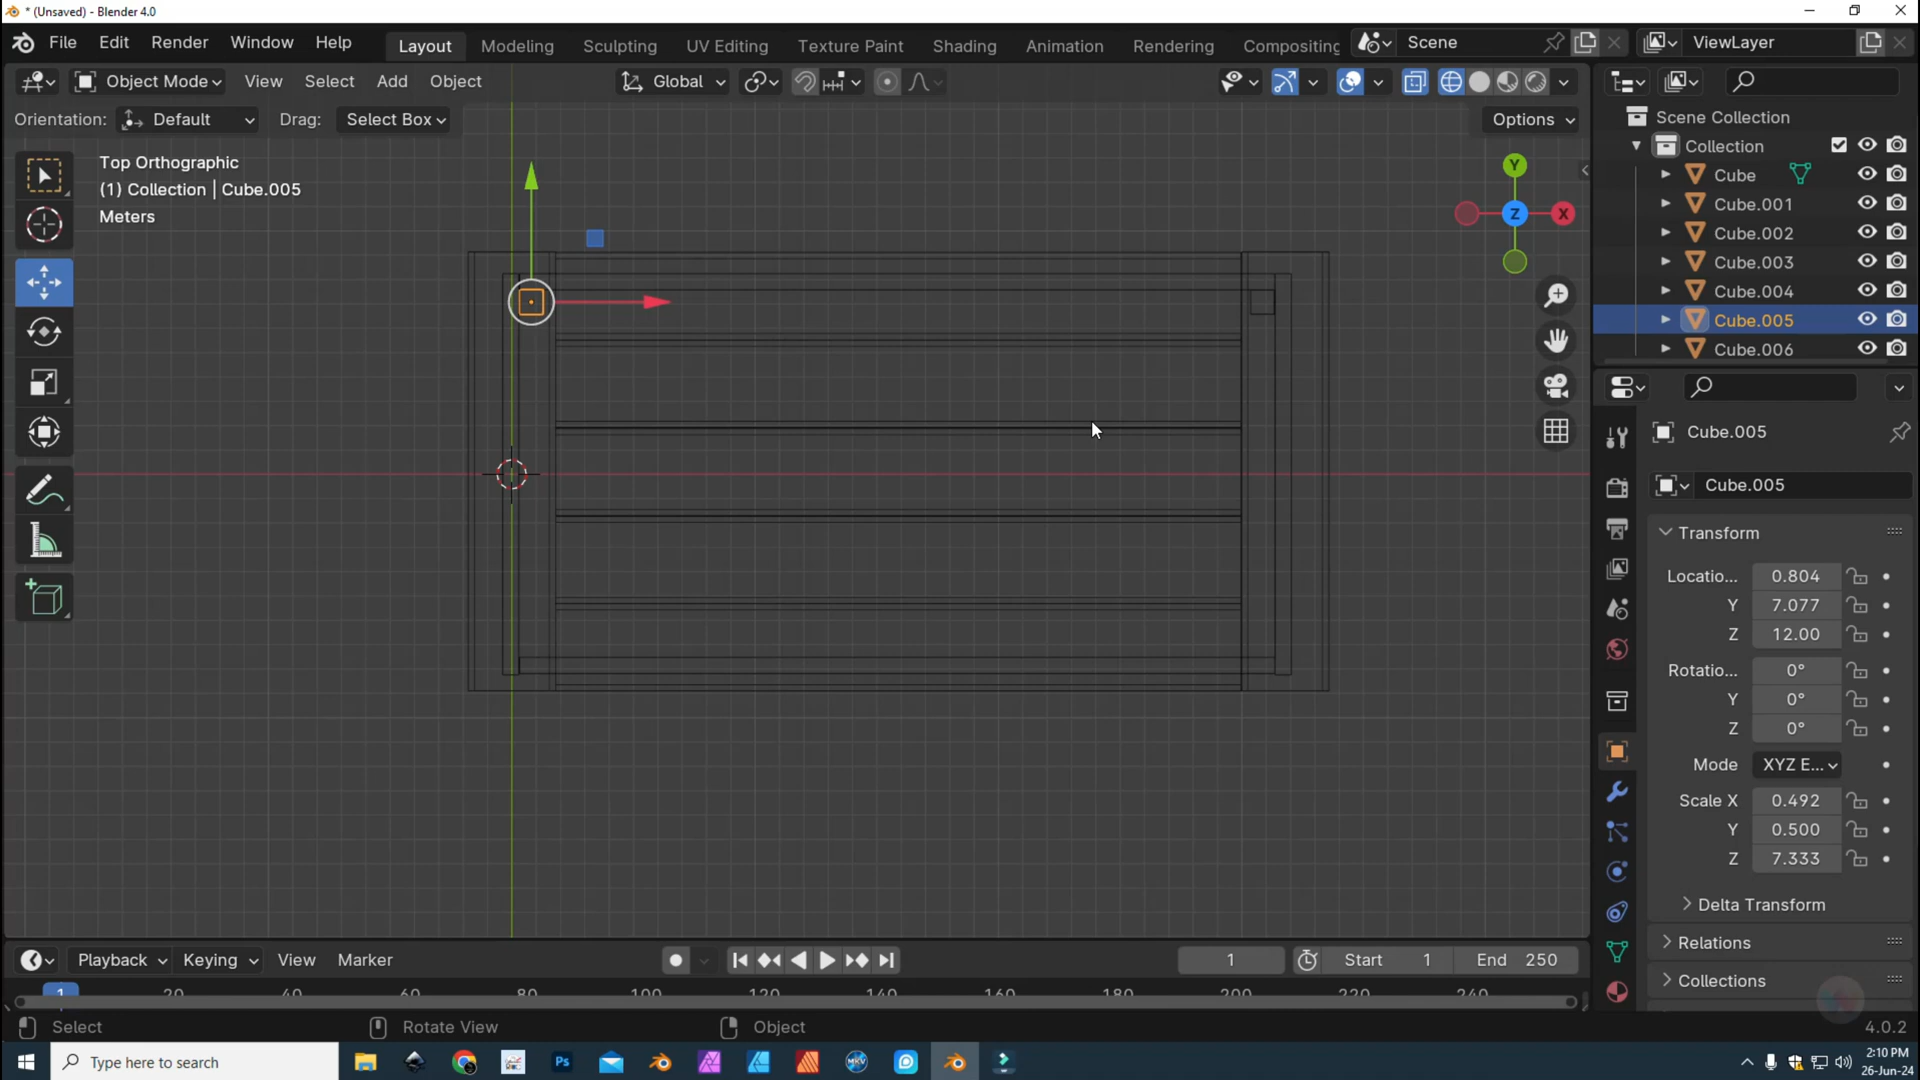 * (Unsaved) - Blender 4.0
File Edit Render Window Help Layout Modeling Sculpting UV Editing Texture Paint Shading Animation Rendering Compositing Scene ViewLayer
Object Mode View Select Add Object Global
Orientation: Default Drag: Select Box Options
Top Orthographic
(1) Collection | Cube.005
Meters
Y
X
Z
Scene Collection
Collection
Cube
Cube.001
Cube.002
Cube.003
Cube.004
Cube.005
Cube.006
Cube.005
Cube.005
Transform
Locatio... 0.804
Y 7.077
Z 12.00
Rotatio... 0°
Y 0°
Z 0°
Mode XYZ E...
Scale X 0.492
Y 0.500
Z 7.333
Delta Transform
Relations
Collections
Playback Keying View Marker 1 Start 1 End 250
1 20 40 60 80 100 120 140 160 180 200 220 240
Select Rotate View Object 4.0.2
Type here to search Ps MKV 2:10 PM
26-Jun-24